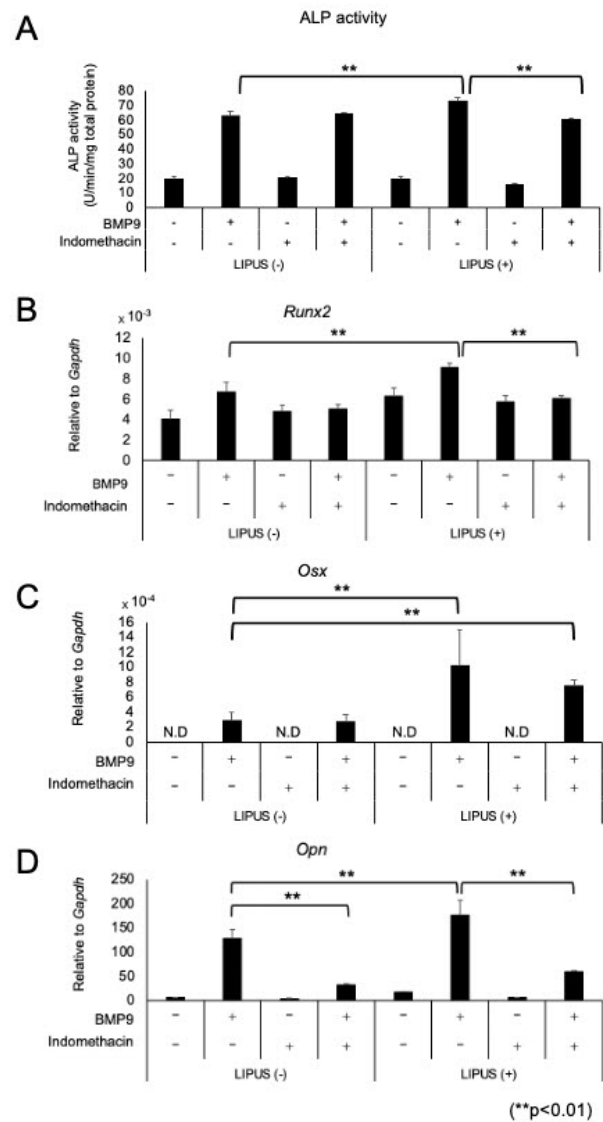 A
ALP activity
ALP activity
(U/min/mg total protein)
80
70
60
50
40
30
20
10
0
** **
BMP9 - + - + - + - +
Indomethacin - - + + - - + +
LIPUS (-) LIPUS (+)
B
x 10-3
Runx2
Relative to Gapdh
12
10
8
6
4
2
0
** **
BMP9 - + - + - + - +
Indomethacin - - + + - - + +
LIPUS (-) LIPUS (+)
C
Osx
x 10-4
Relative to Gapdh
16
14
12
10
8
6
4
2
0
**
**
N.D N.D N.D N.D
BMP9 - + - + - + - +
Indomethacin - - + + - - + +
LIPUS (-) LIPUS (+)
D
Opn
Relative to Gapdh
250
200
150
100
50
0
** **
**
BMP9 - + - + - + - +
Indomethacin - - + + - - + +
LIPUS (-) LIPUS (+)
(**p<0.01)